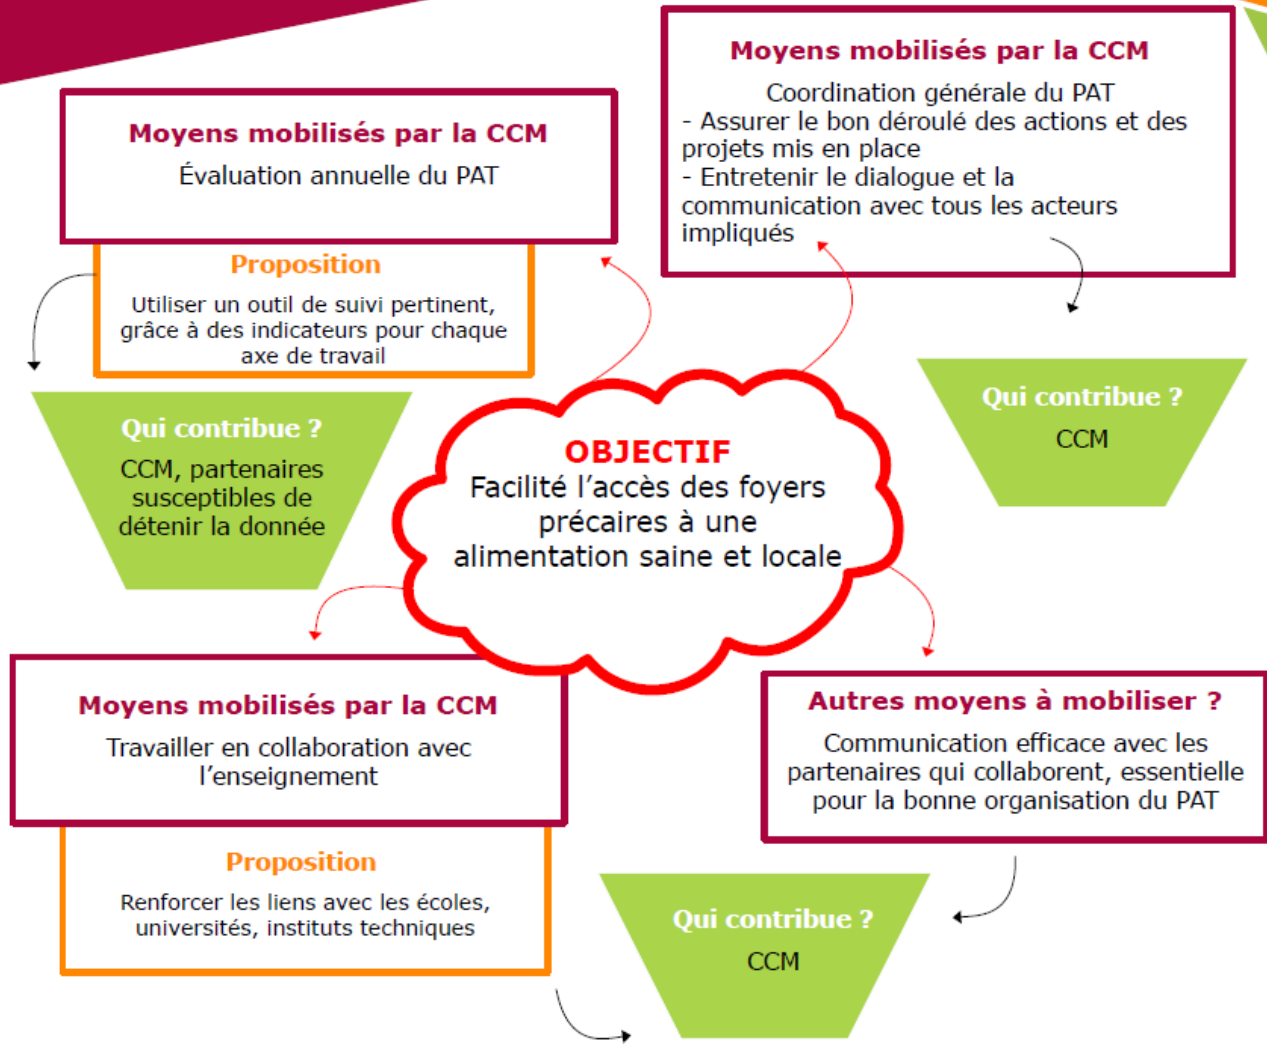 Moyens mobilisés par la CCM
Coordination générale du PAT
- Assurer le bon déroulé des actions et des
projets mis en place
- Entretenir le dialogue et la
communication avec tous les acteurs
impliqués
Moyens mobilisés par la CCM
Évaluation annuelle du PAT
Proposition
Utiliser un outil de suivi pertinent,
grâce à des indicateurs pour chaque
axe de travail
Qui contribue ?
CCM, partenaires
susceptibles de
détenir la donnée
Qui contribue ?
CCM
OBJECTIF
Facilité l’accès des foyers
précaires à une
alimentation saine et locale
Moyens mobilisés par la CCM
Travailler en collaboration avec
l’enseignement
Proposition
Renforcer les liens avec les écoles,
universités, instituts techniques
Autres moyens à mobiliser ?
Communication efficace avec les
partenaires qui collaborent, essentielle
pour la bonne organisation du PAT
Qui contribue ?
CCM